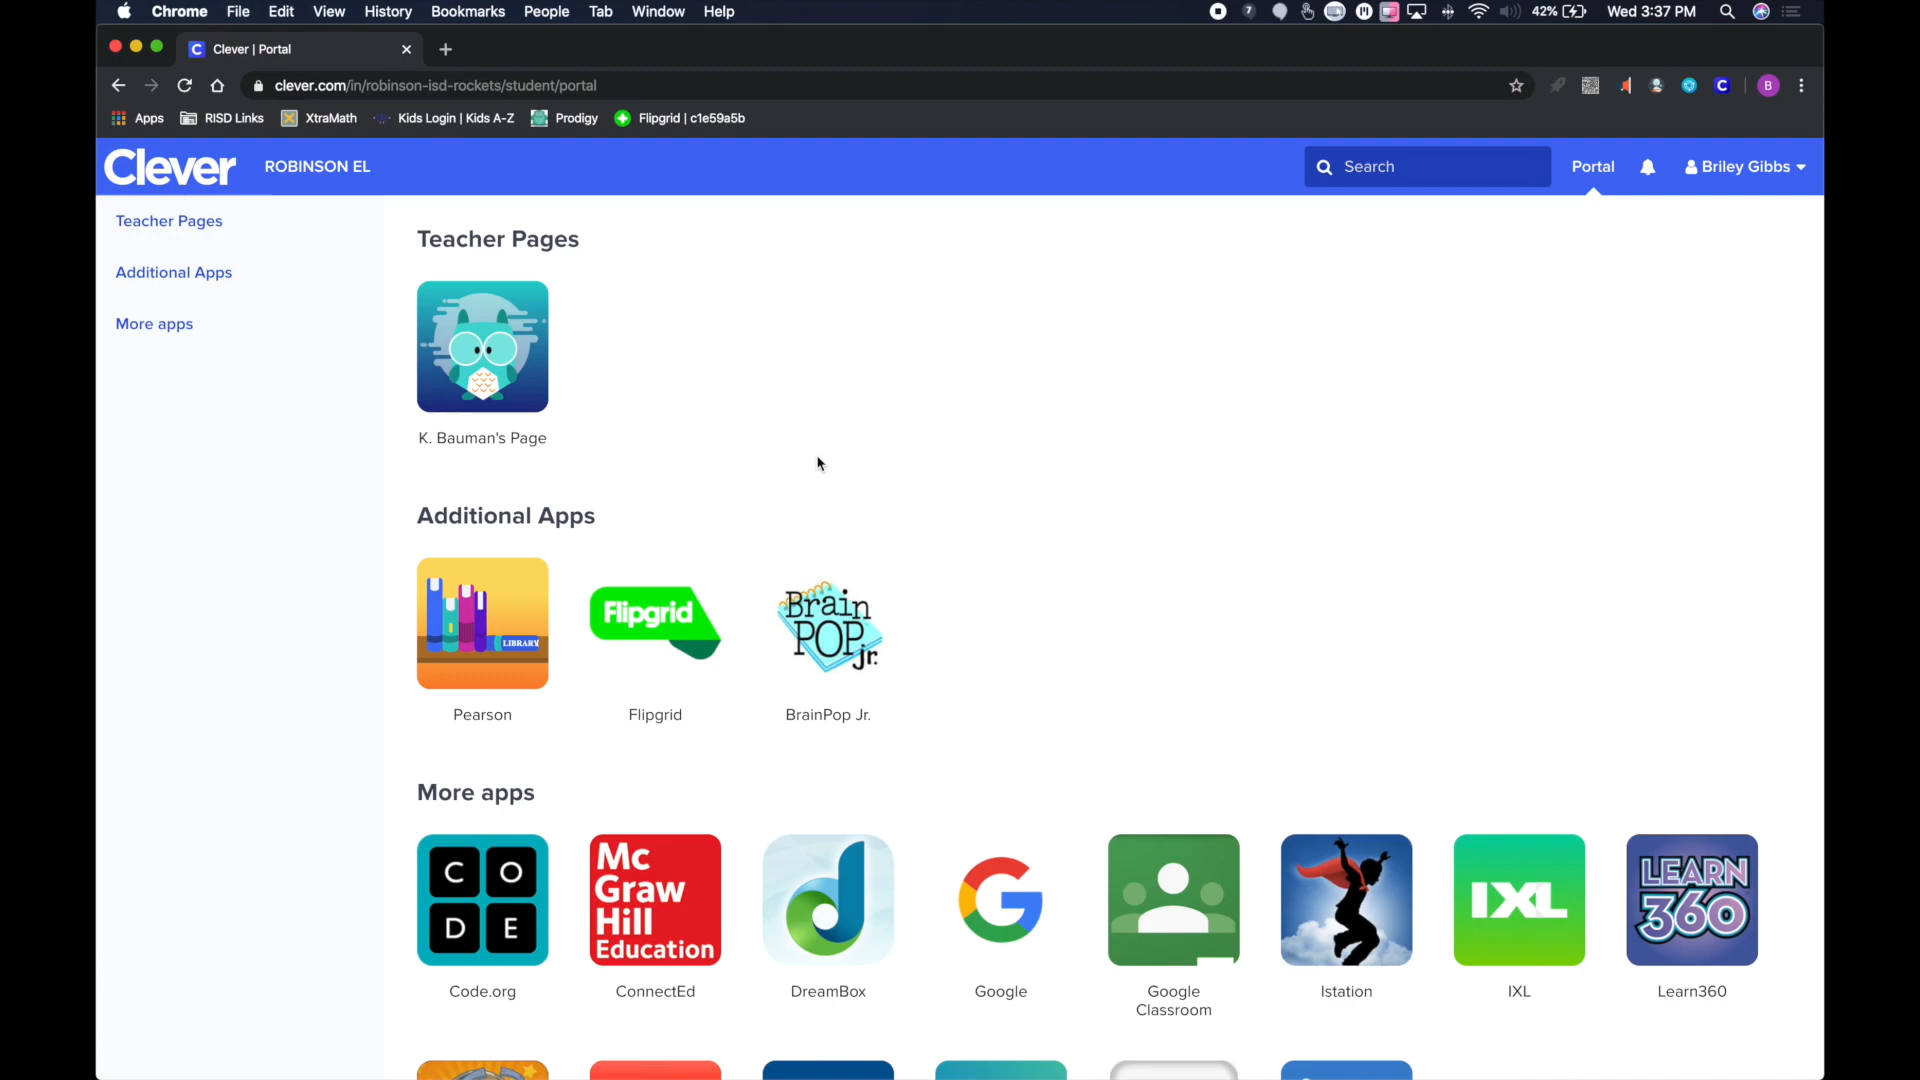 Chrome File Edit View History Bookmarks People Tab Window Help 7 42% Wed 3:37 PM
C Clever | Portal
clever.com/in/robinson-isd-rockets/student/portal C B
Apps RISD Links XtraMath Kids Login | Kids A-Z Prodigy Flipgrid | c1e59a5b
Clever ROBINSON EL Search Portal Briley Gibbs
Teacher Pages
Additional Apps
More apps
Teacher Pages
K. Bauman's Page
Additional Apps
LIBRARY
Flipgrid
Brain
POP
jr.
Pearson Flipgrid BrainPop Jr.
More apps
C O
D E
Mc
Graw
Hill
Education
d
G
IXL
LEARN
360
Code.org ConnectEd DreamBox Google Google Classroom Istation IXL Learn360